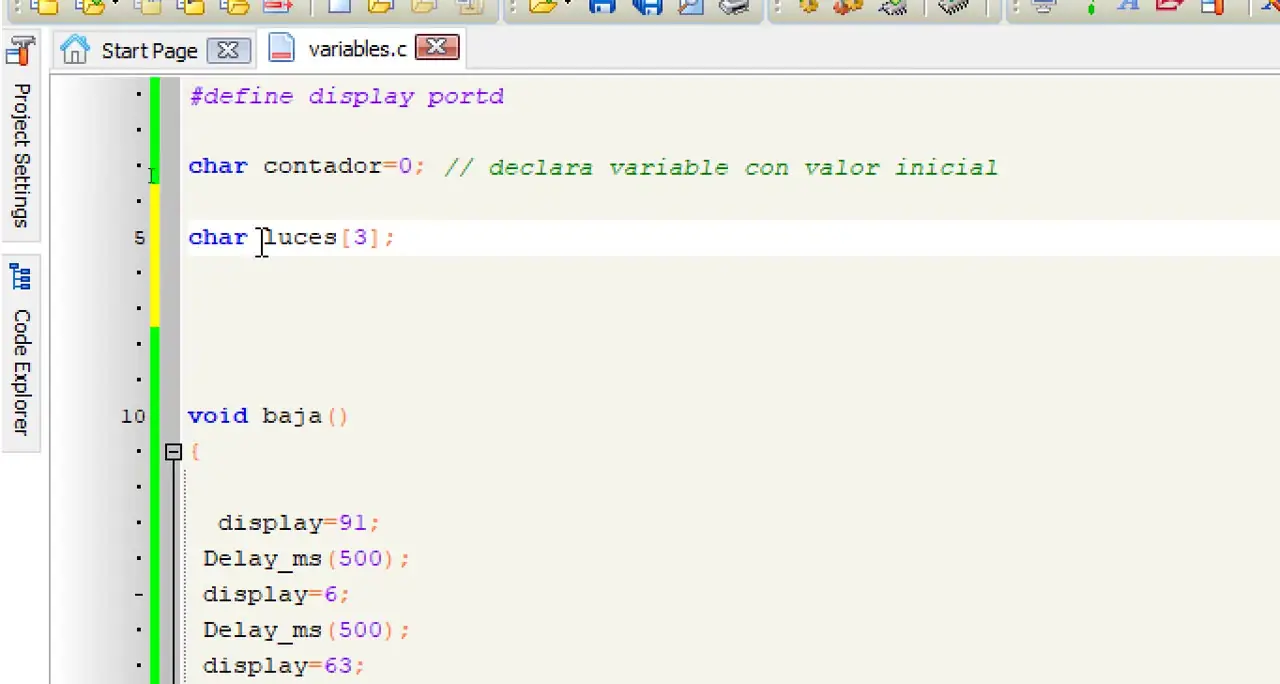 Start Page
variables.c
Project Settings
Code Explorer
#define display portd
char contador=0; // declara variable con valor inicial
5 char luces[3];
10 void baja()
{
display=91;
Delay_ms(500);
display=6;
Delay_ms(500);
display=63;